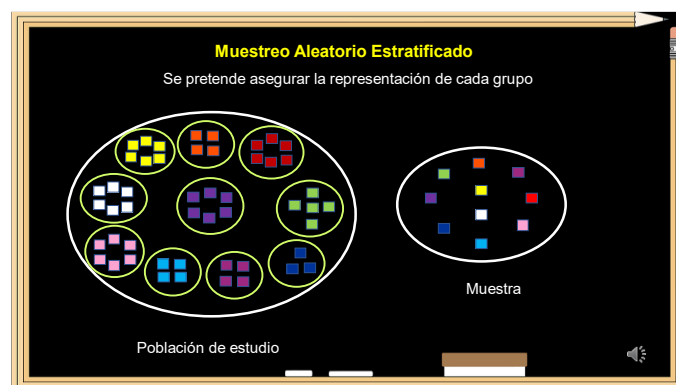 Muestreo Aleatorio Estratificado
Se pretende asegurar la representación de cada grupo
Muestra
Población de estudio